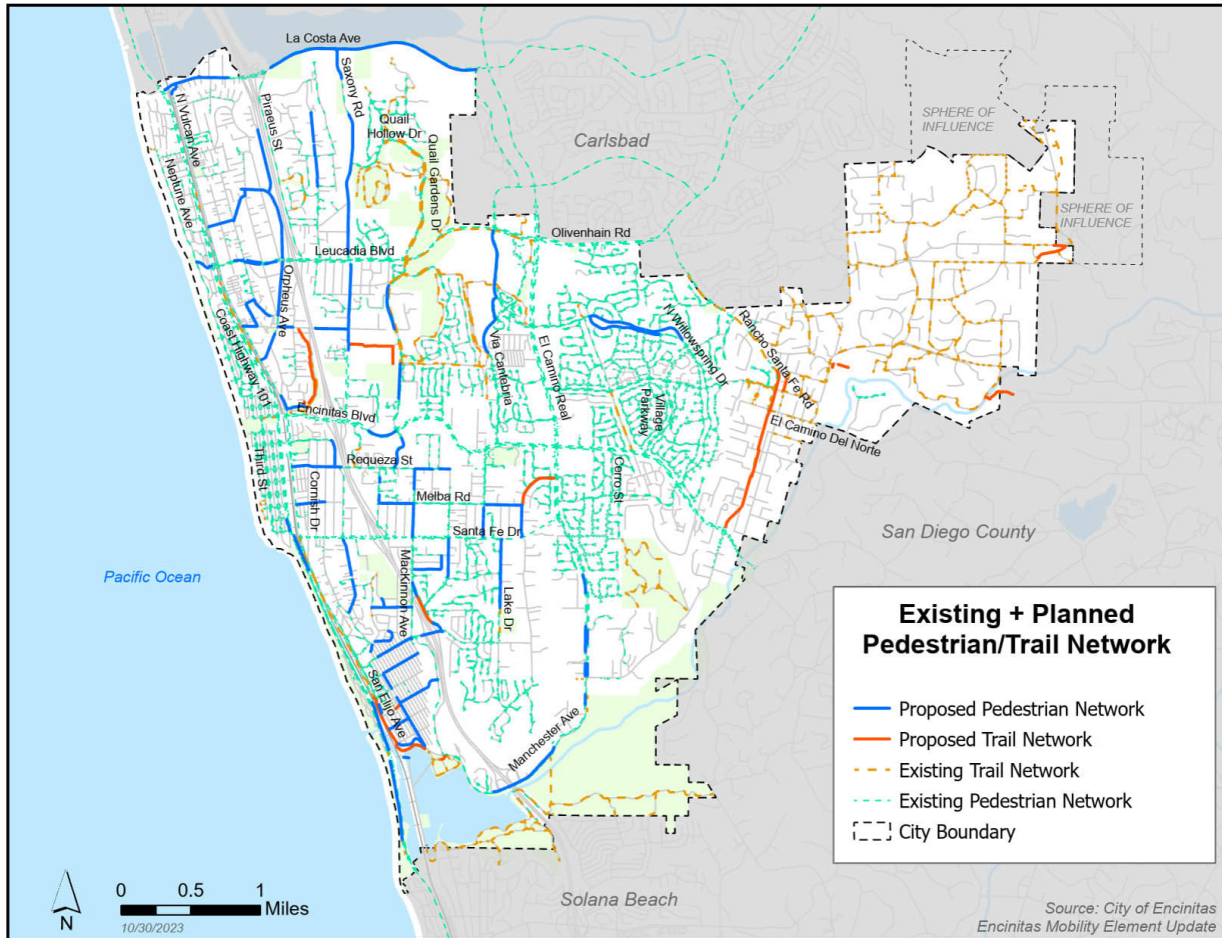 La Costa Ave
Saxony Rd
N Vulcan Ave
Piraeus St
Neptune Ave
Quail
Hollow Dr
Quail Gardens Dr
Carlsbad
SPHERE OF
INFLUENCE
SPHERE OF
INFLUENCE
Olivenhain Rd
Leucadia Blvd
Orpheus Ave
Coast Highway 101
Via Cantebria
El Camino Real
N Willowspring Dr
Rancho Santa Fe Rd
Village
Parkway
El Camino Del Norte
Encinitas Blvd
Third St
Cornish Dr
Requeza St
Melba Rd
Cerro St
Santa Fe Dr
MacKinnon Ave
Lake Dr
San Elijo Ave
Manchester Ave
San Diego County
Pacific Ocean
Solana Beach
Existing + Planned
Pedestrian/Trail Network
Proposed Pedestrian Network
Proposed Trail Network
Existing Trail Network
Existing Pedestrian Network
City Boundary
N
0 0.5 1
Miles
10/30/2023
Source: City of Encinitas
Encinitas Mobility Element Update